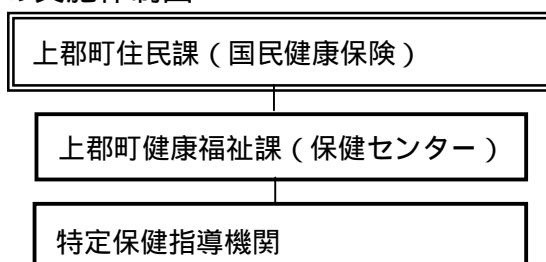 上郡町住民課（国民健康保険）
上郡町健康福祉課（保健センター）
特定保健指導機関